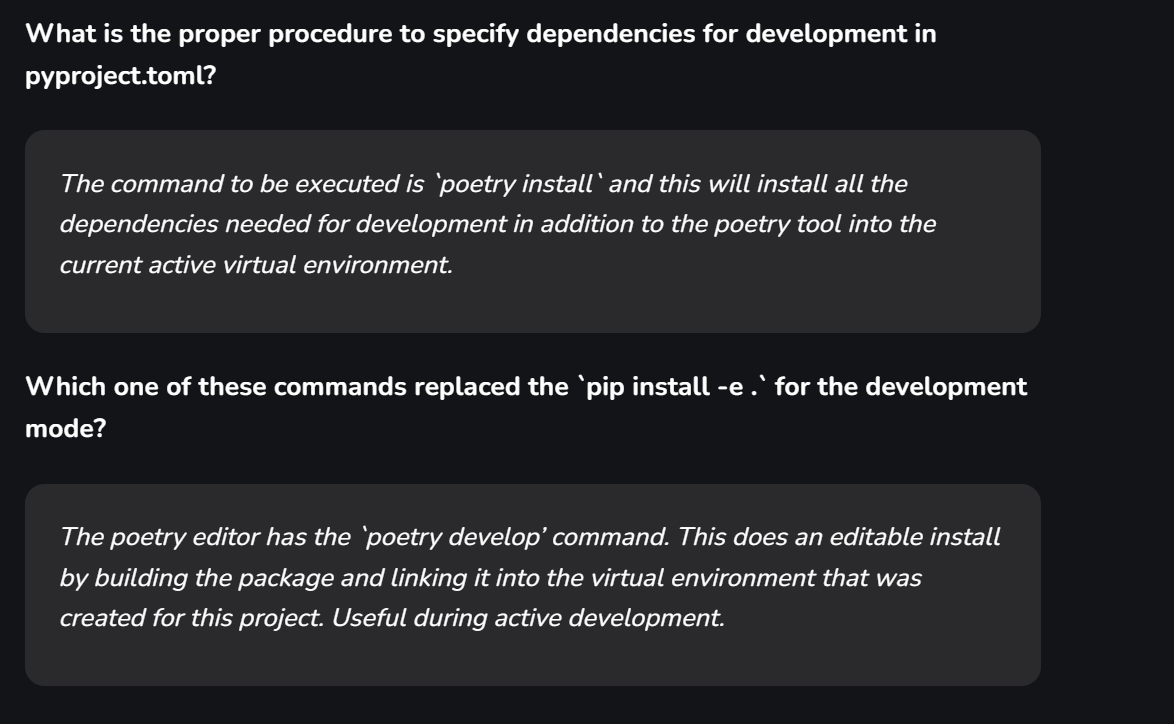 What is the proper procedure to specify dependencies for development in
pyproject.toml?
The command to be executed is `poetry install` and this will install all the
dependencies needed for development in addition to the poetry tool into the
current active virtual environment.
Which one of these commands replaced the `pip install -e .` for the development
mode?
The poetry editor has the `poetry develop’ command. This does an editable install
by building the package and linking it into the virtual environment that was
created for this project. Useful during active development.